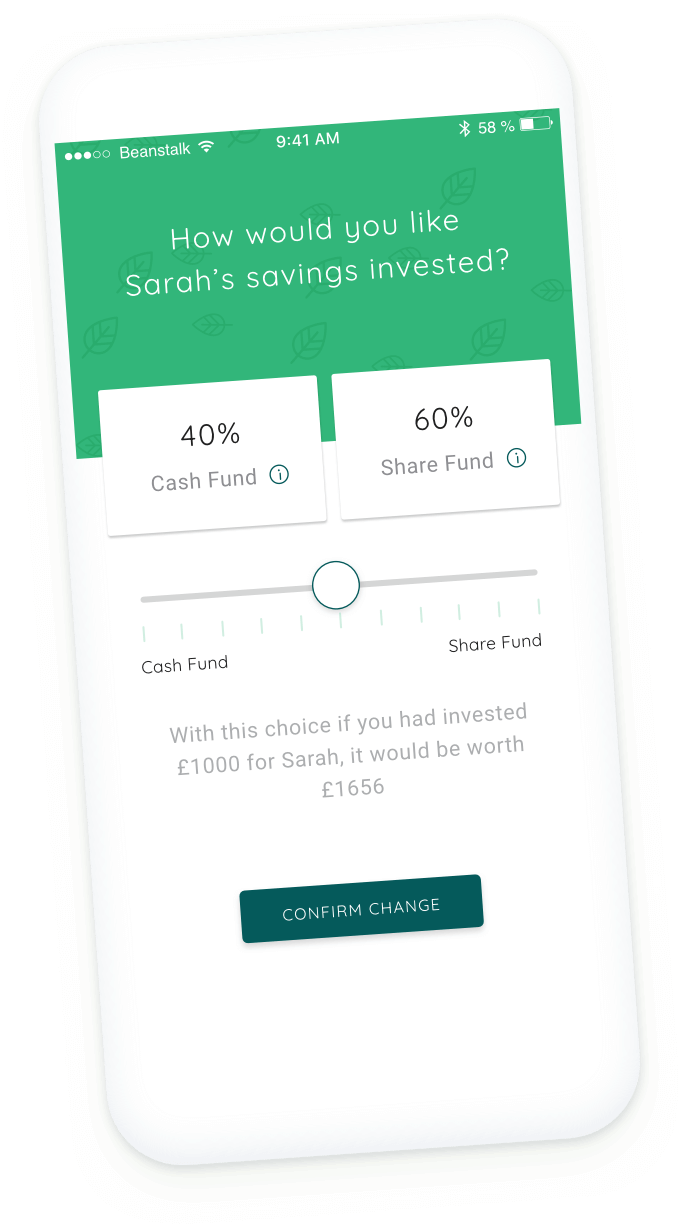 Beanstalk 9:41 AM 58 %
How would you like
Sarah’s savings invested?
40% 60%
Cash Fund Share Fund
Cash Fund Share Fund
With this choice if you had invested
£1000 for Sarah, it would be worth
£1656
CONFIRM CHANGE